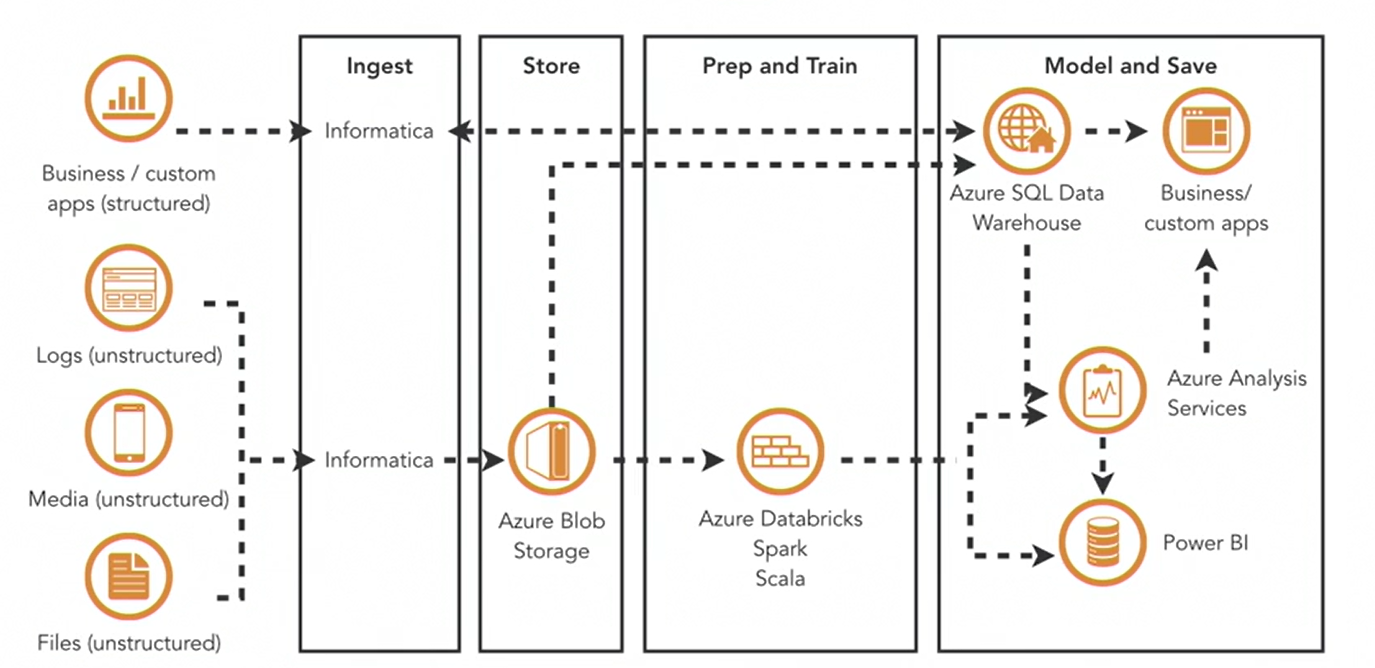 Ingest
Store
Prep and Train
Model and Save
Business / custom
apps (structured)
Informatica
Azure SQL Data
Warehouse
Business/
custom apps
Logs (unstructured)
Media (unstructured)
Files (unstructured)
Informatica
Azure Blob
Storage
Azure Databricks
Spark
Scala
Azure Analysis
Services
Power BI